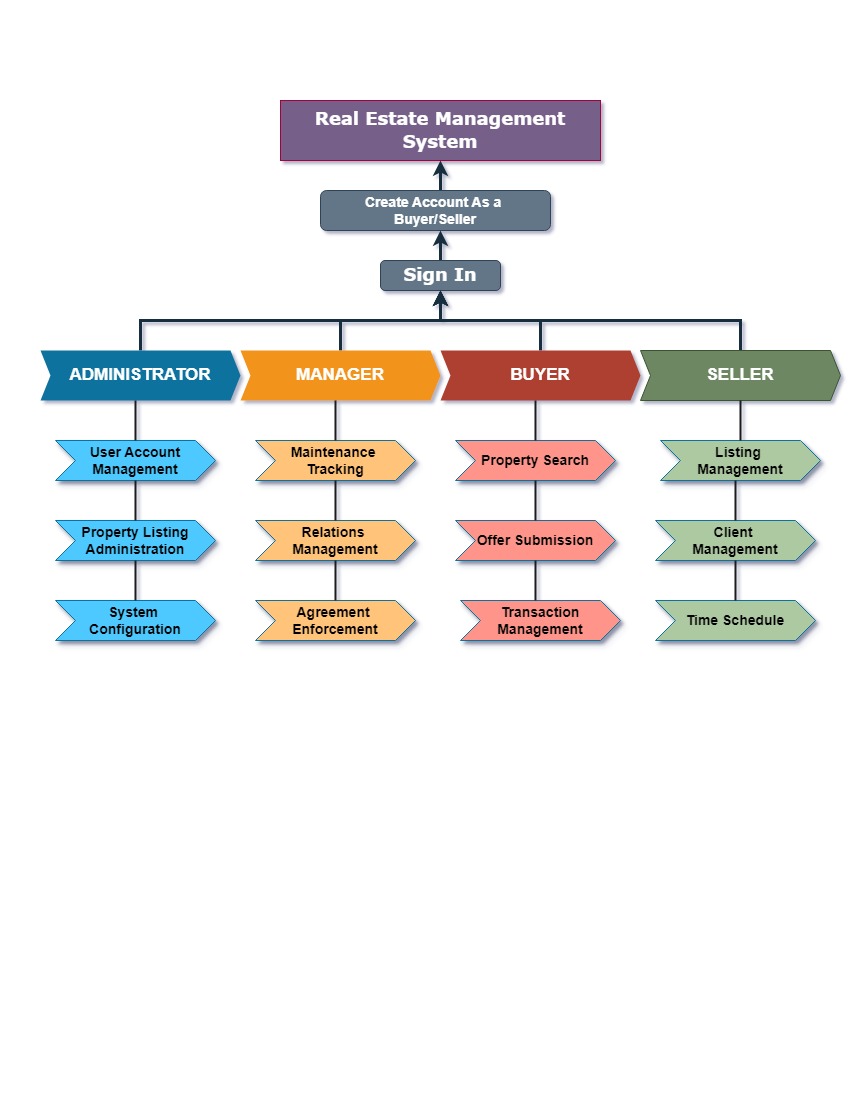 Real Estate Management
System
Create Account As a
Buyer/Seller
Sign In
ADMINISTRATOR
MANAGER
BUYER
SELLER
User Account
Management
Maintenance
Tracking
Property Search
Listing
Management
Property Listing
Administration
Relations
Management
Offer Submission
Client
Management
System
Configuration
Agreement
Enforcement
Transaction
Management
Time Schedule